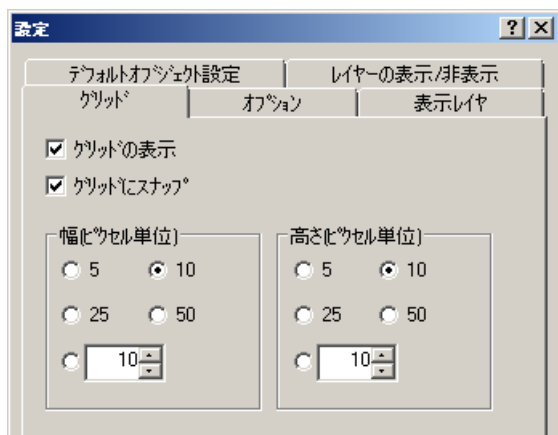 設定
デフォルトオブジェクト設定 レイヤーの表示/非表示
グリッド オプション 表示レイヤ
グリッドの表示
グリッドにスナップ
幅(ピクセル単位) 高さ(ピクセル単位)
5 10 5 10
25 50 25 50
10 10